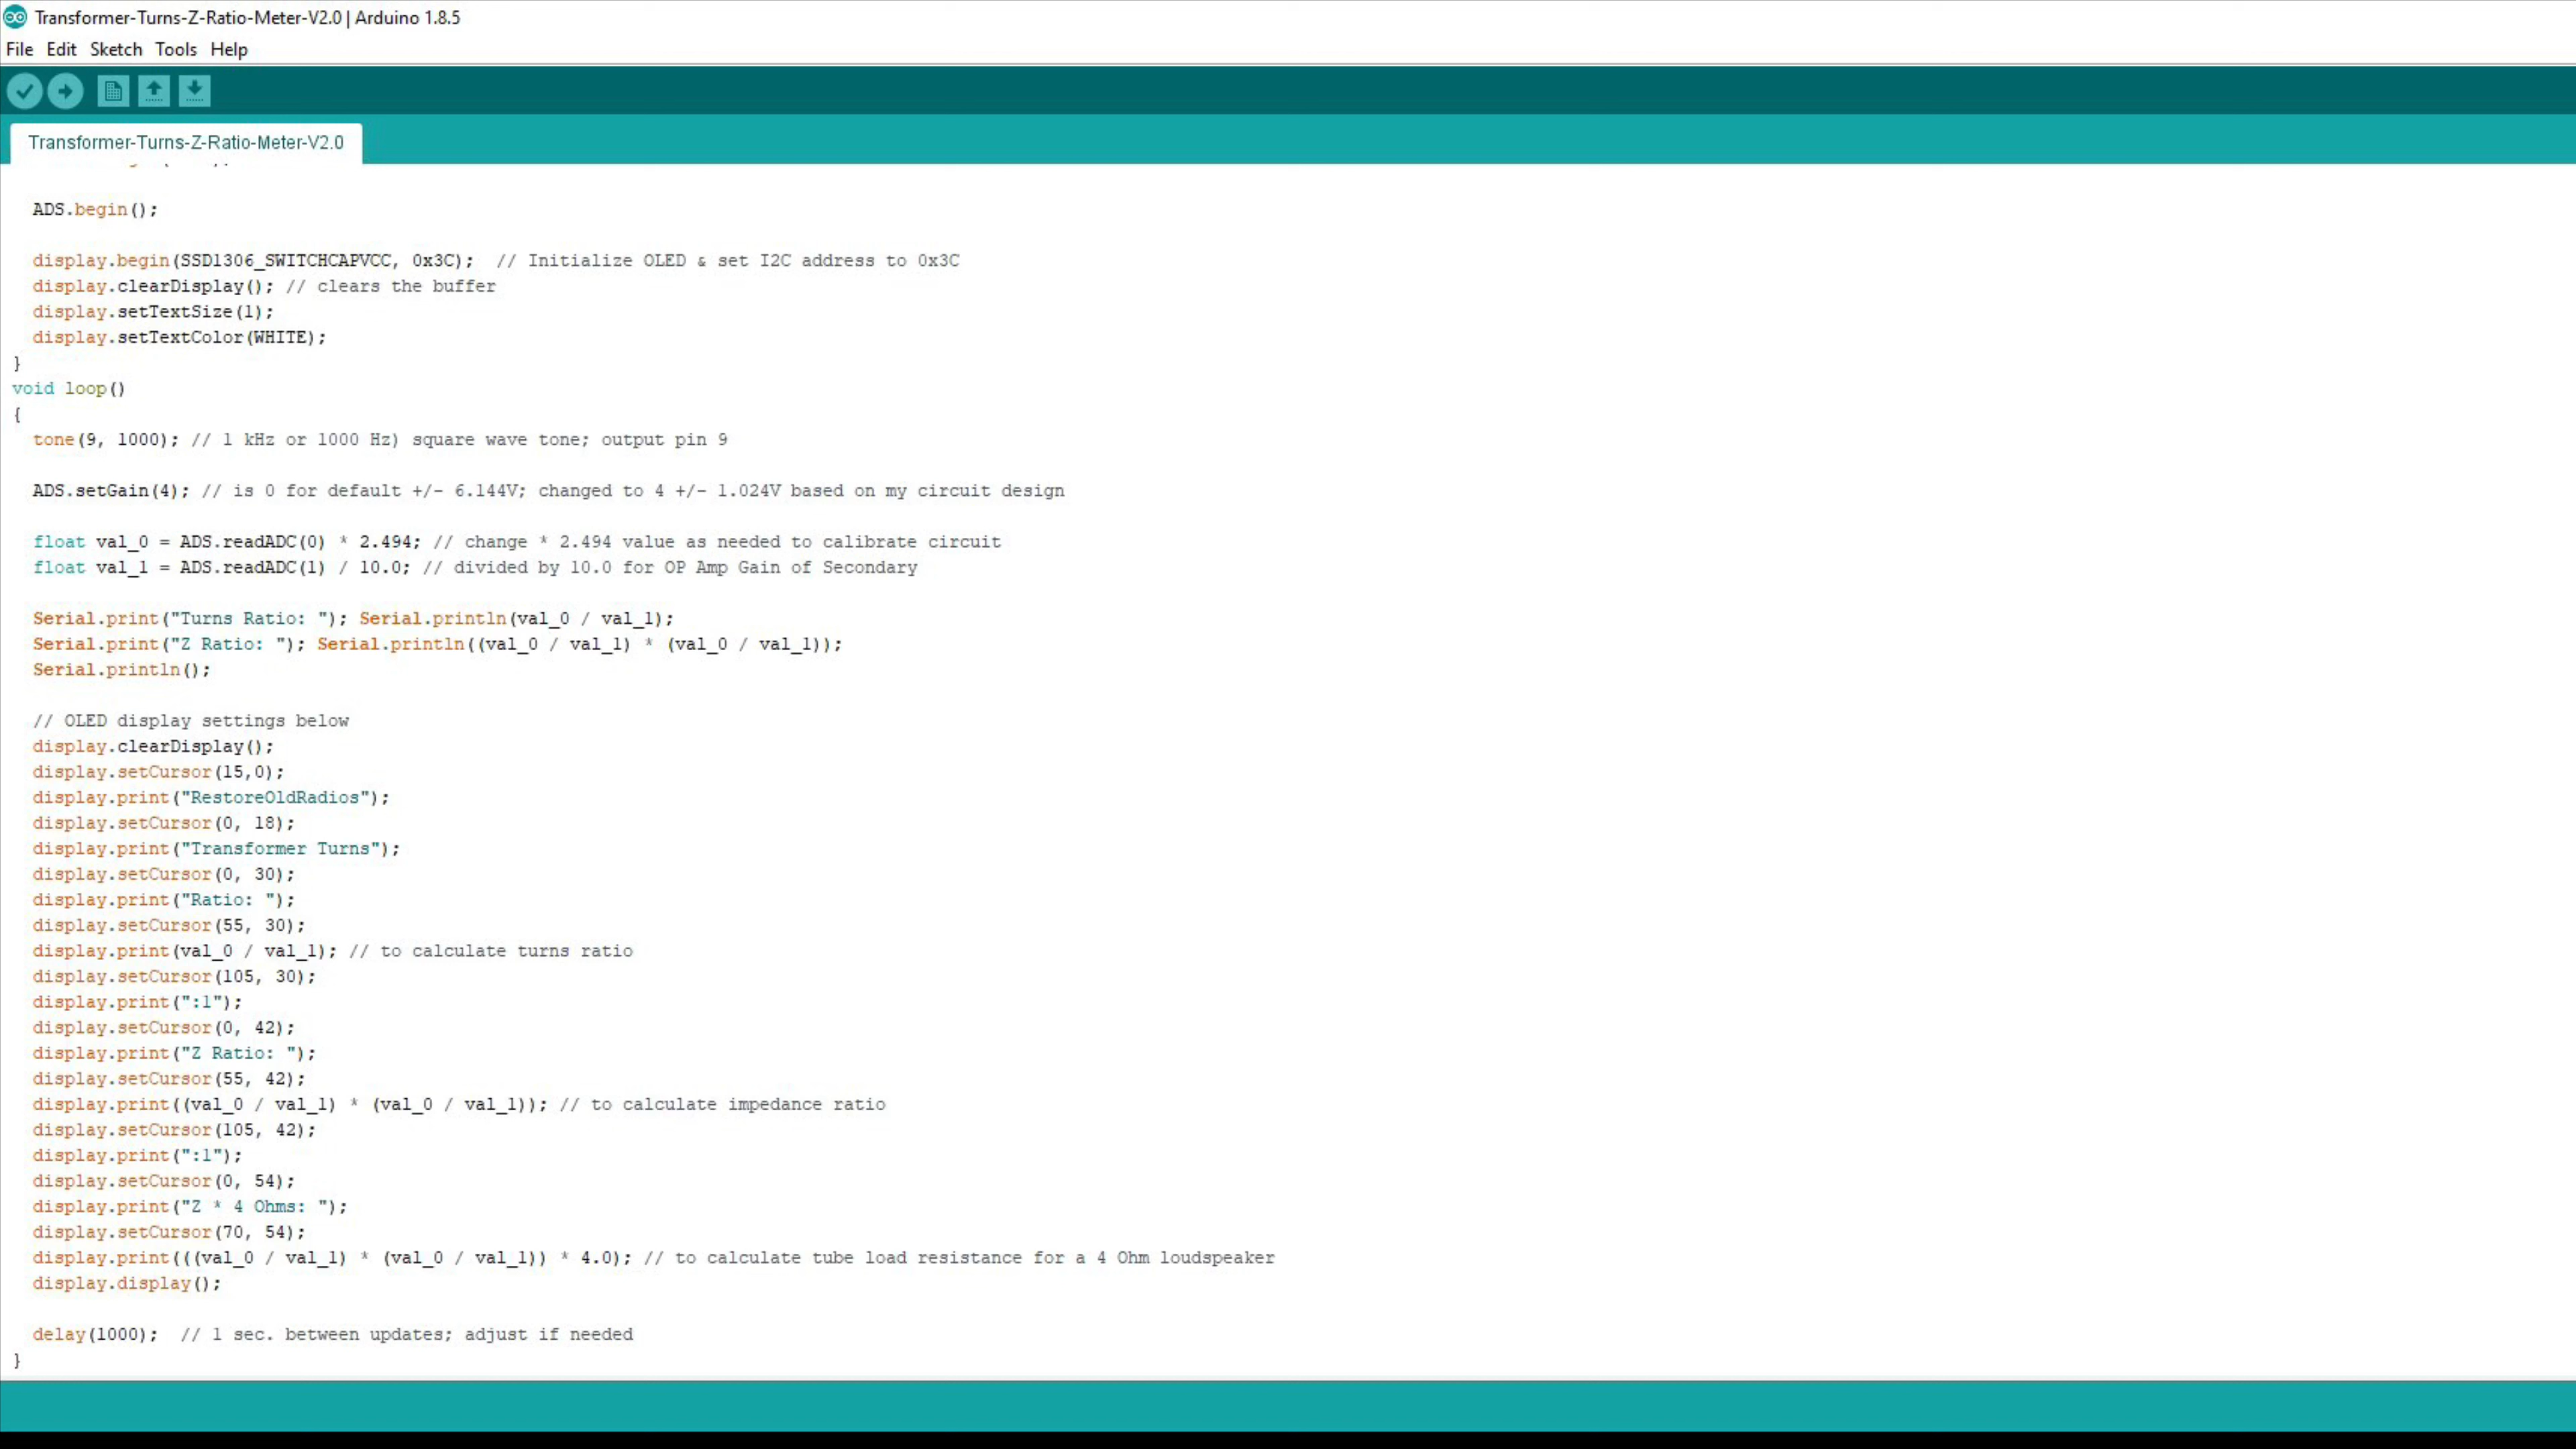 Transformer-Turns-Z-Ratio-Meter-V2.0 | Arduino 1.8.5
File Edit Sketch Tools Help
Transformer-Turns-Z-Ratio-Meter-V2.0
ADS.begin();
display.begin(SSD1306_SWITCHCAPVCC, 0x3C);  // Initialize OLED & set I2C address to 0x3C
display.clearDisplay(); // clears the buffer
display.setTextSize(1);
display.setTextColor(WHITE);
}
void loop()
{
tone(9, 1000); // 1 kHz or 1000 Hz) square wave tone; output pin 9
ADS.setGain(4); // is 0 for default +/- 6.144V; changed to 4 +/- 1.024V based on my circuit design
float val_0 = ADS.readADC(0) * 2.494; // change * 2.494 value as needed to calibrate circuit
float val_1 = ADS.readADC(1) / 10.0; // divided by 10.0 for OP Amp Gain of Secondary
Serial.print("Turns Ratio: "); Serial.println(val_0 / val_1);
Serial.print("Z Ratio: "); Serial.println((val_0 / val_1) * (val_0 / val_1));
Serial.println();
// OLED display settings below
display.clearDisplay();
display.setCursor(15,0);
display.print("RestoreOldRadios");
display.setCursor(0, 18);
display.print("Transformer Turns");
display.setCursor(0, 30);
display.print("Ratio: ");
display.setCursor(55, 30);
display.print(val_0 / val_1); // to calculate turns ratio
display.setCursor(105, 30);
display.print(":1");
display.setCursor(0, 42);
display.print("Z Ratio: ");
display.setCursor(55, 42);
display.print((val_0 / val_1) * (val_0 / val_1)); // to calculate impedance ratio
display.setCursor(105, 42);
display.print(":1");
display.setCursor(0, 54);
display.print("Z * 4 Ohms: ");
display.setCursor(70, 54);
display.print(((val_0 / val_1) * (val_0 / val_1)) * 4.0); // to calculate tube load resistance for a 4 Ohm loudspeaker
display.display();
delay(1000);  // 1 sec. between updates; adjust if needed
}